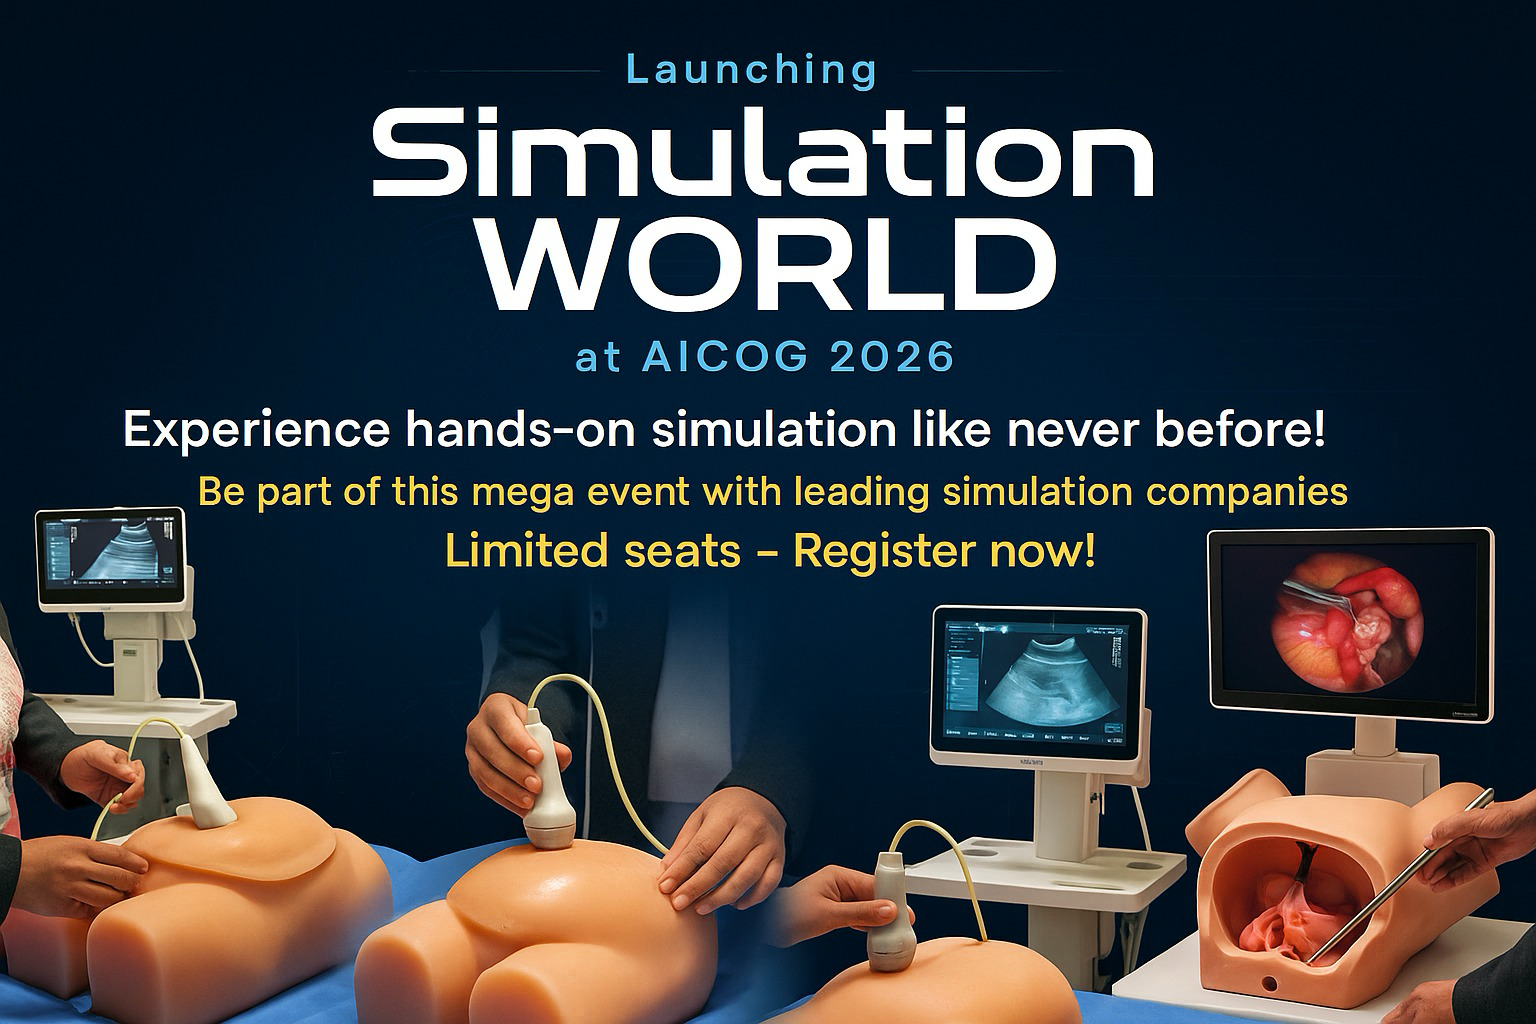 Launching
Simulation
WORLD
at AICOG 2026
Experience hands-on simulation like never before!
Be part of this mega event with leading simulation companies
Limited seats – Register now!